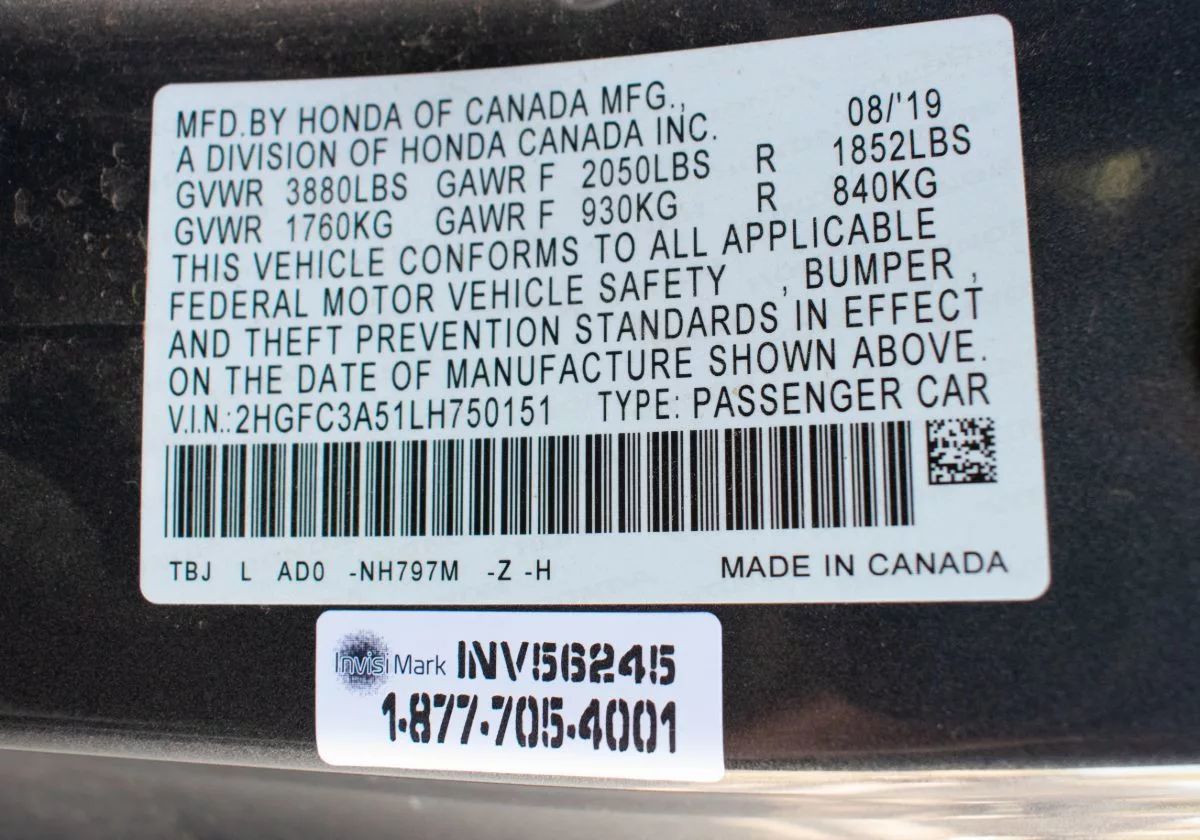 MFD.BY HONDA OF CANADA MFG., 08/'19
A DIVISION OF HONDA CANADA INC.
GVWR 3880LBS GAWR F 2050LBS R 1852LBS
GVWR 1760KG GAWR F 930KG R 840KG
THIS VEHICLE CONFORMS TO ALL APPLICABLE
FEDERAL MOTOR VEHICLE SAFETY , BUMPER ,
AND THEFT PREVENTION STANDARDS IN EFFECT
ON THE DATE OF MANUFACTURE SHOWN ABOVE.
V.I.N.:2HGFC3A51LH750151 TYPE: PASSENGER CAR
TBJ L AD0 -NH797M -Z -H MADE IN CANADA
InvisiMark INV56245
1-877-705-4001